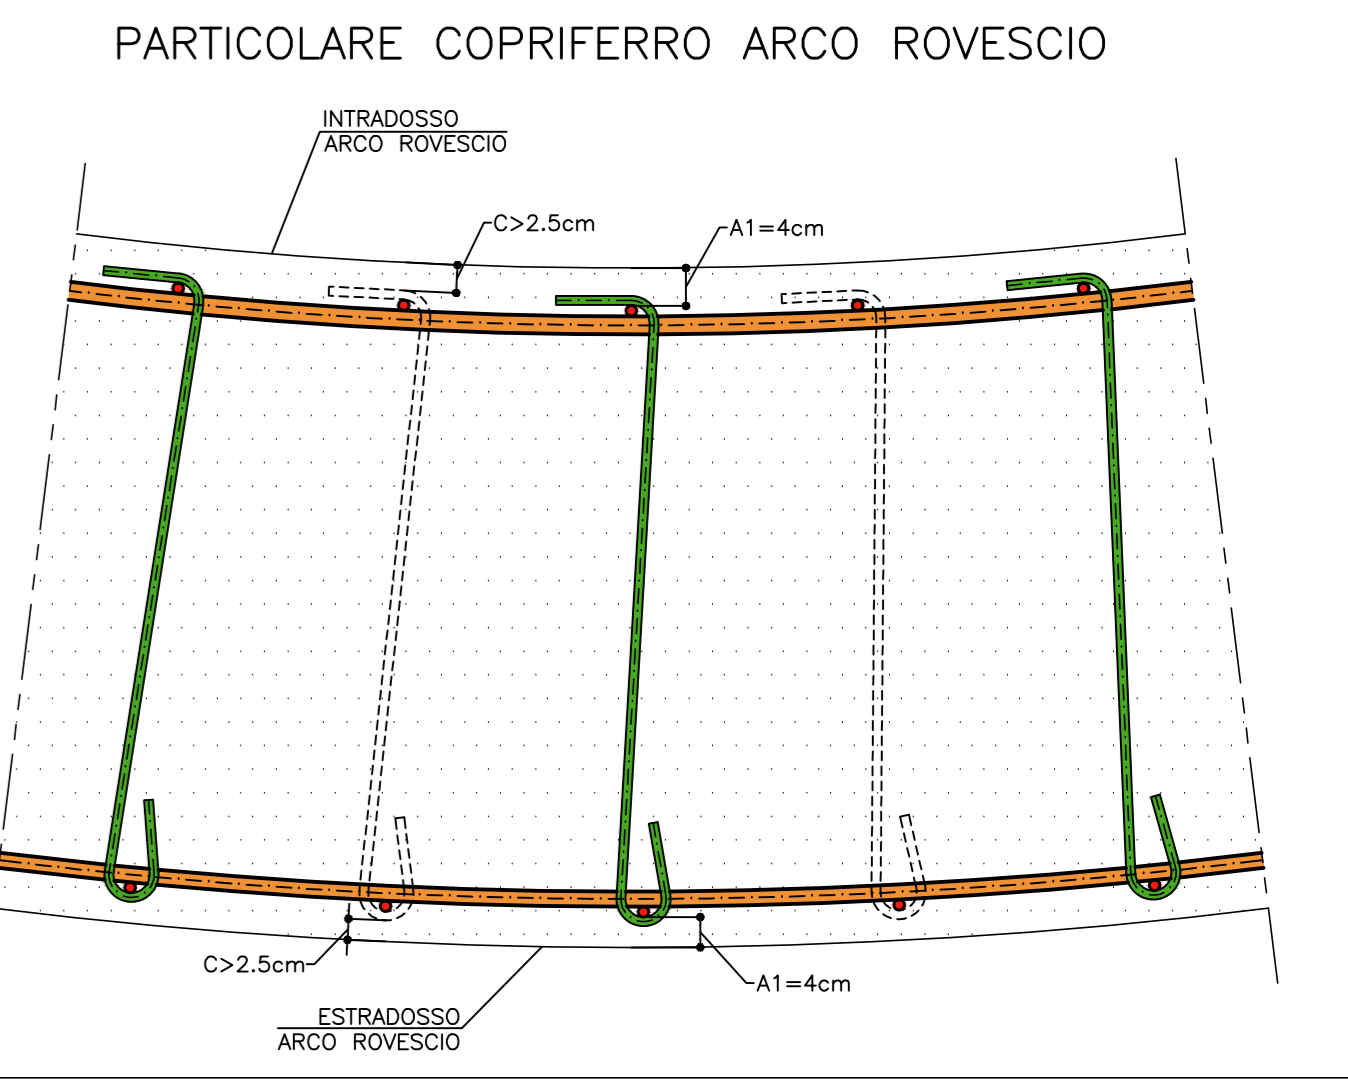 PARTICOLARE COPRIFERRO ARCO ROVESCIO
INTRADOSSO
ARCO ROVESCIO
C>2.5cm
A1=4cm
C>2.5cm
A1=4cm
ESTRADOSSO
ARCO ROVESCIO